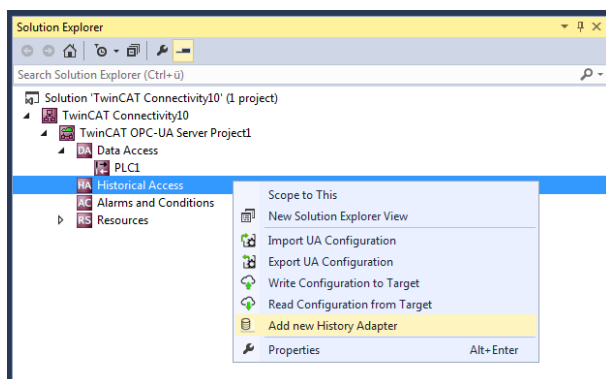 Solution Explorer
Search Solution Explorer (Ctrl+ü)
Solution 'TwinCAT Connectivity10' (1 project)
TwinCAT Connectivity10
TwinCAT OPC-UA Server Project1
DA Data Access
PLC1
HA Historical Access
AC Alarms and Conditions
RS Resources
Scope to This
New Solution Explorer View
Import UA Configuration
Export UA Configuration
Write Configuration to Target
Read Configuration from Target
Add new History Adapter
Properties Alt+Enter